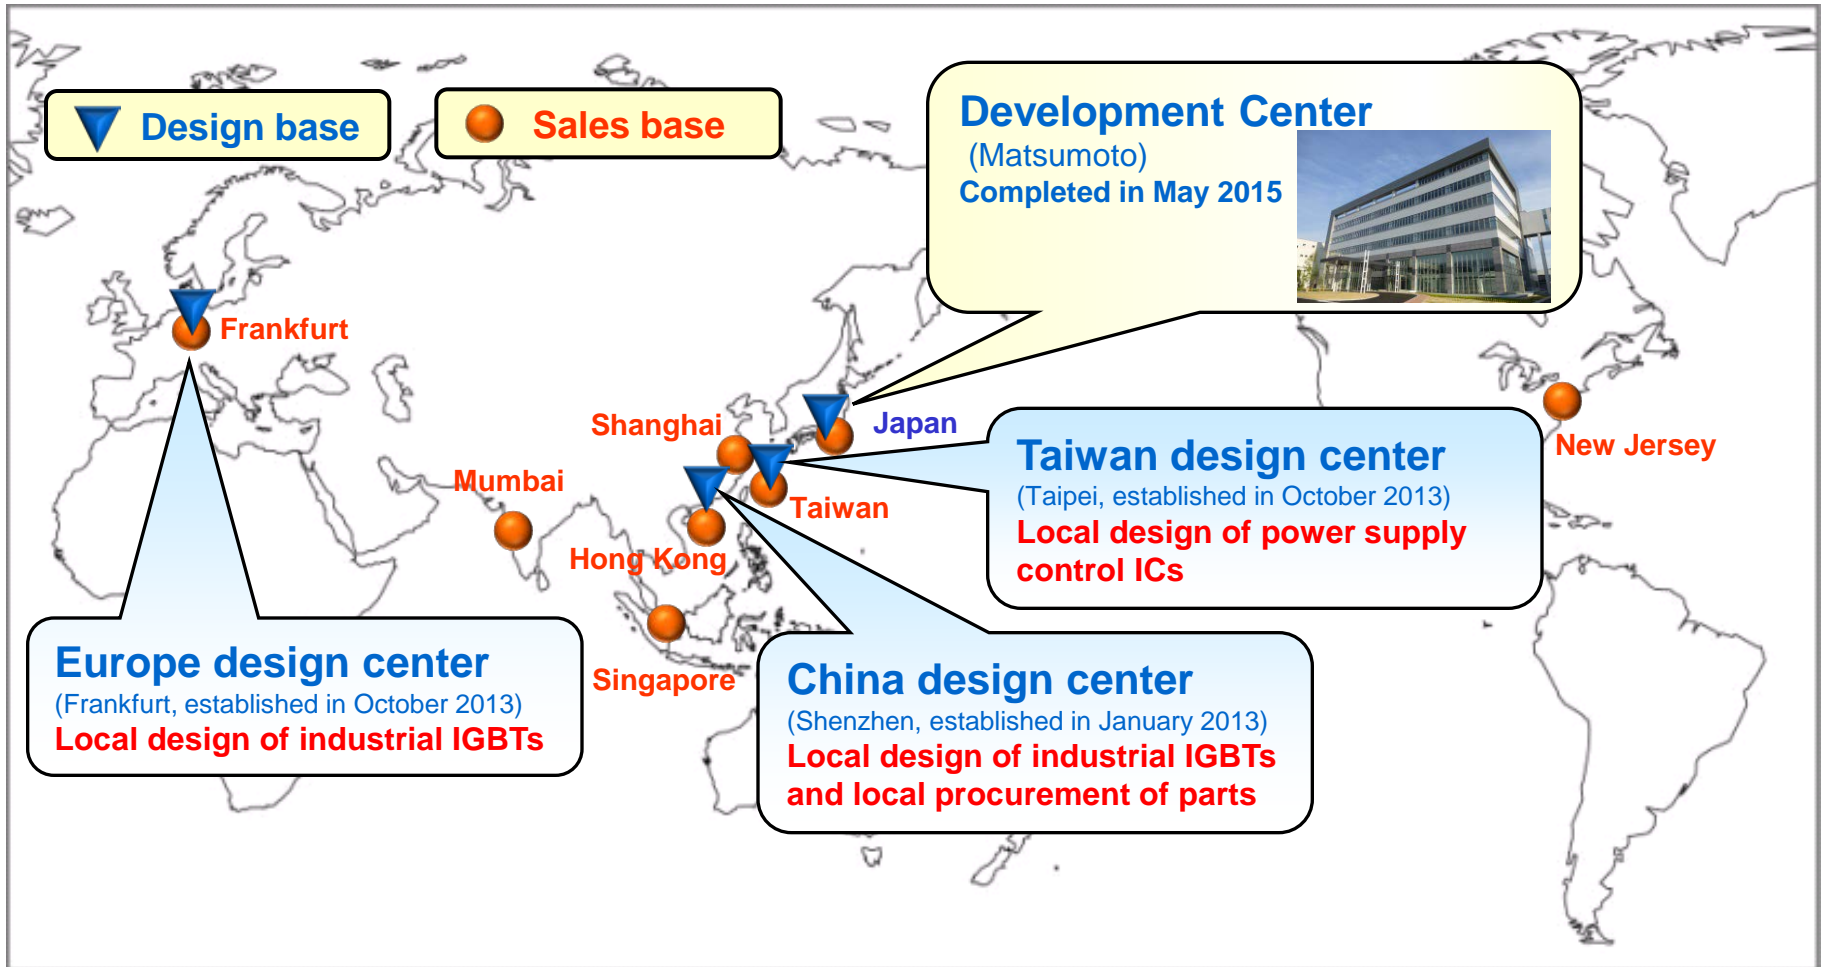 Design base
Sales base
Development Center
(Matsumoto)
Completed in May 2015
Frankfurt
Shanghai
Japan
New Jersey
Mumbai
Taiwan
Hong Kong
Singapore
Taiwan design center
(Taipei, established in October 2013)
Local design of power supply
control ICs
Europe design center
(Frankfurt, established in October 2013)
Local design of industrial IGBTs
China design center
(Shenzhen, established in January 2013)
Local design of industrial IGBTs
and local procurement of parts